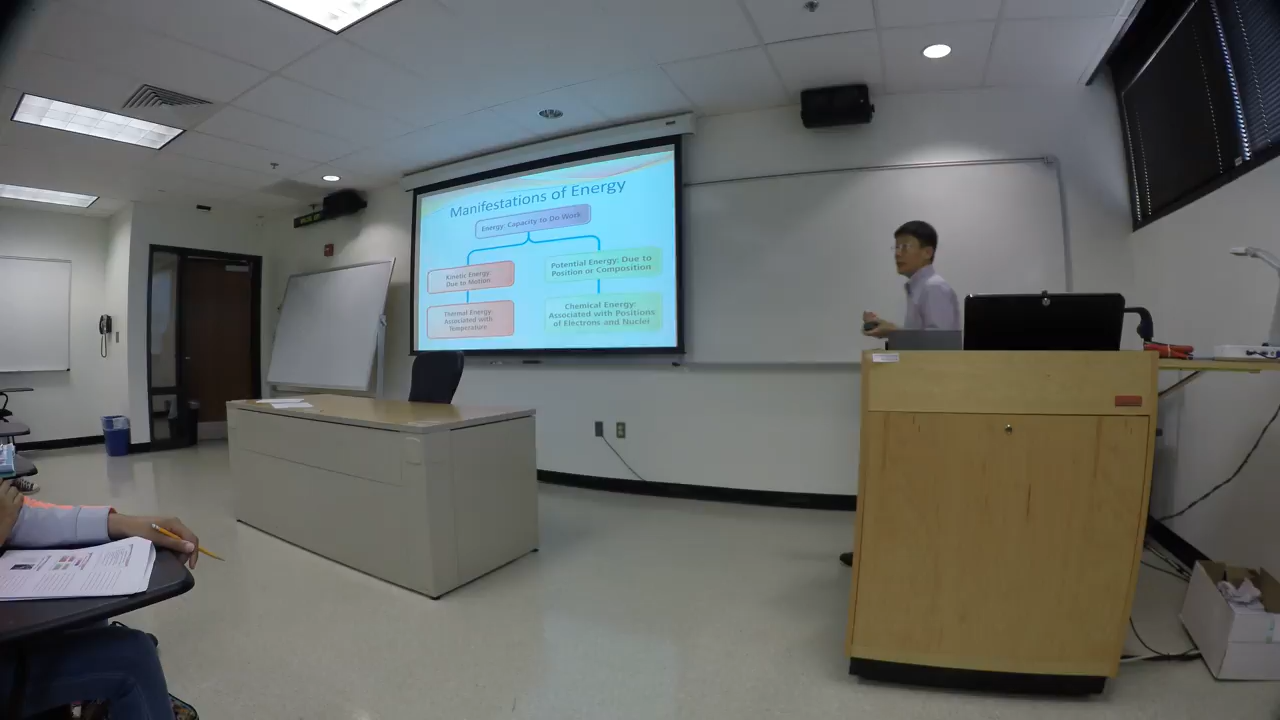 Manifestations of Energy
Energy: Capacity to Do Work
Kinetic Energy:
Due to Motion
Potential Energy: Due to
Position or Composition
Thermal Energy:
Associated with
Temperature
Chemical Energy:
Associated with Positions
of Electrons and Nuclei